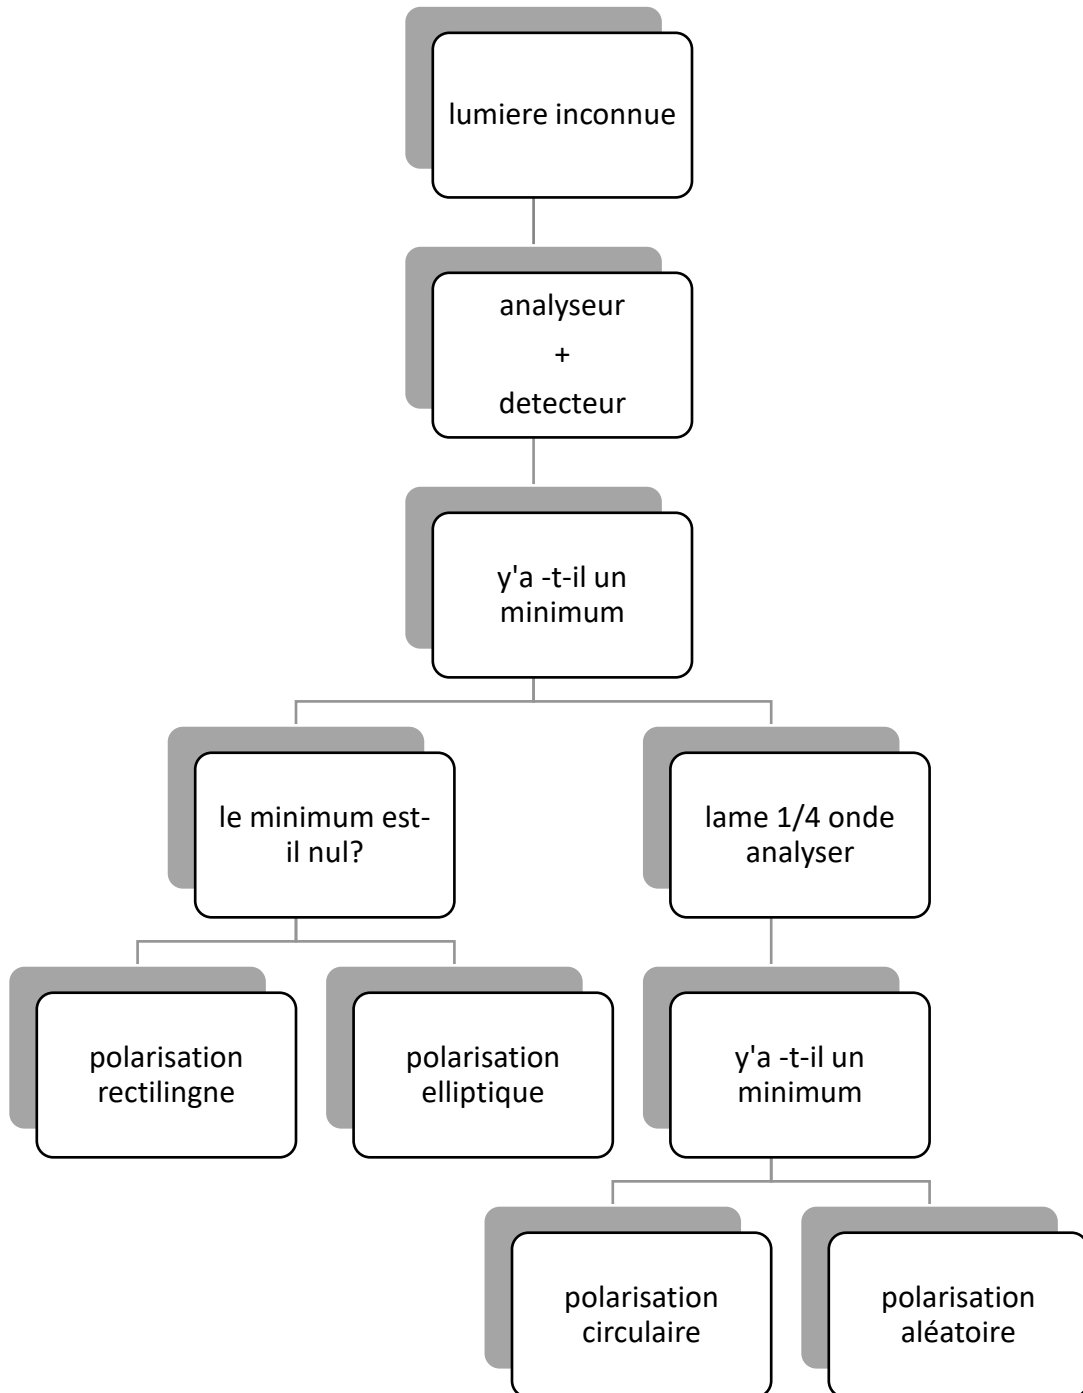 lumiere inconnue
analyseur
+
detecteur
y'a -t-il un
minimum
le minimum est-
il nul?
lame 1/4 onde
analyser
polarisation
rectilingne
polarisation
elliptique
y'a -t-il un
minimum
polarisation
circulaire
polarisation
aléatoire